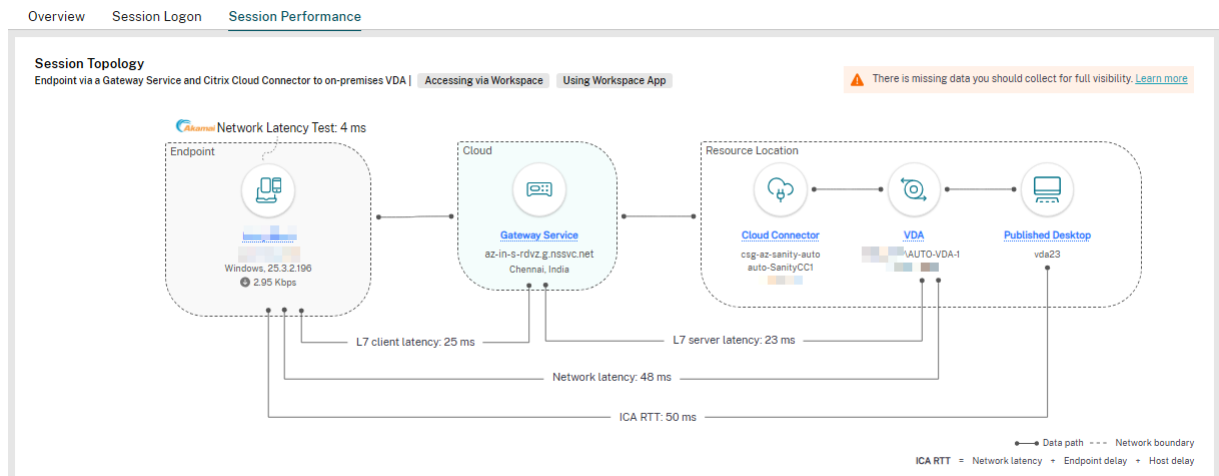 Overview Session Logon Session Performance
Session Topology
Endpoint via a Gateway Service and Citrix Cloud Connector to on-premises VDA | Accessing via Workspace Using Workspace App
There is missing data you should collect for full visibility. Learn more
Akamai Network Latency Test: 4 ms
Endpoint
Cloud
Resource Location
Gateway Service
Cloud Connector
VDA
Published Desktop
az-in-s-rdvz.g.nssvc.net
Chennai, India
csg-az-sanity-auto
auto-SanityCC1
\AUTO-VDA-1
vda23
Windows, 25.3.2.196
2.95 Kbps
L7 client latency: 25 ms
L7 server latency: 23 ms
Network latency: 48 ms
ICA RTT: 50 ms
Data path Network boundary
ICA RTT = Network latency + Endpoint delay + Host delay